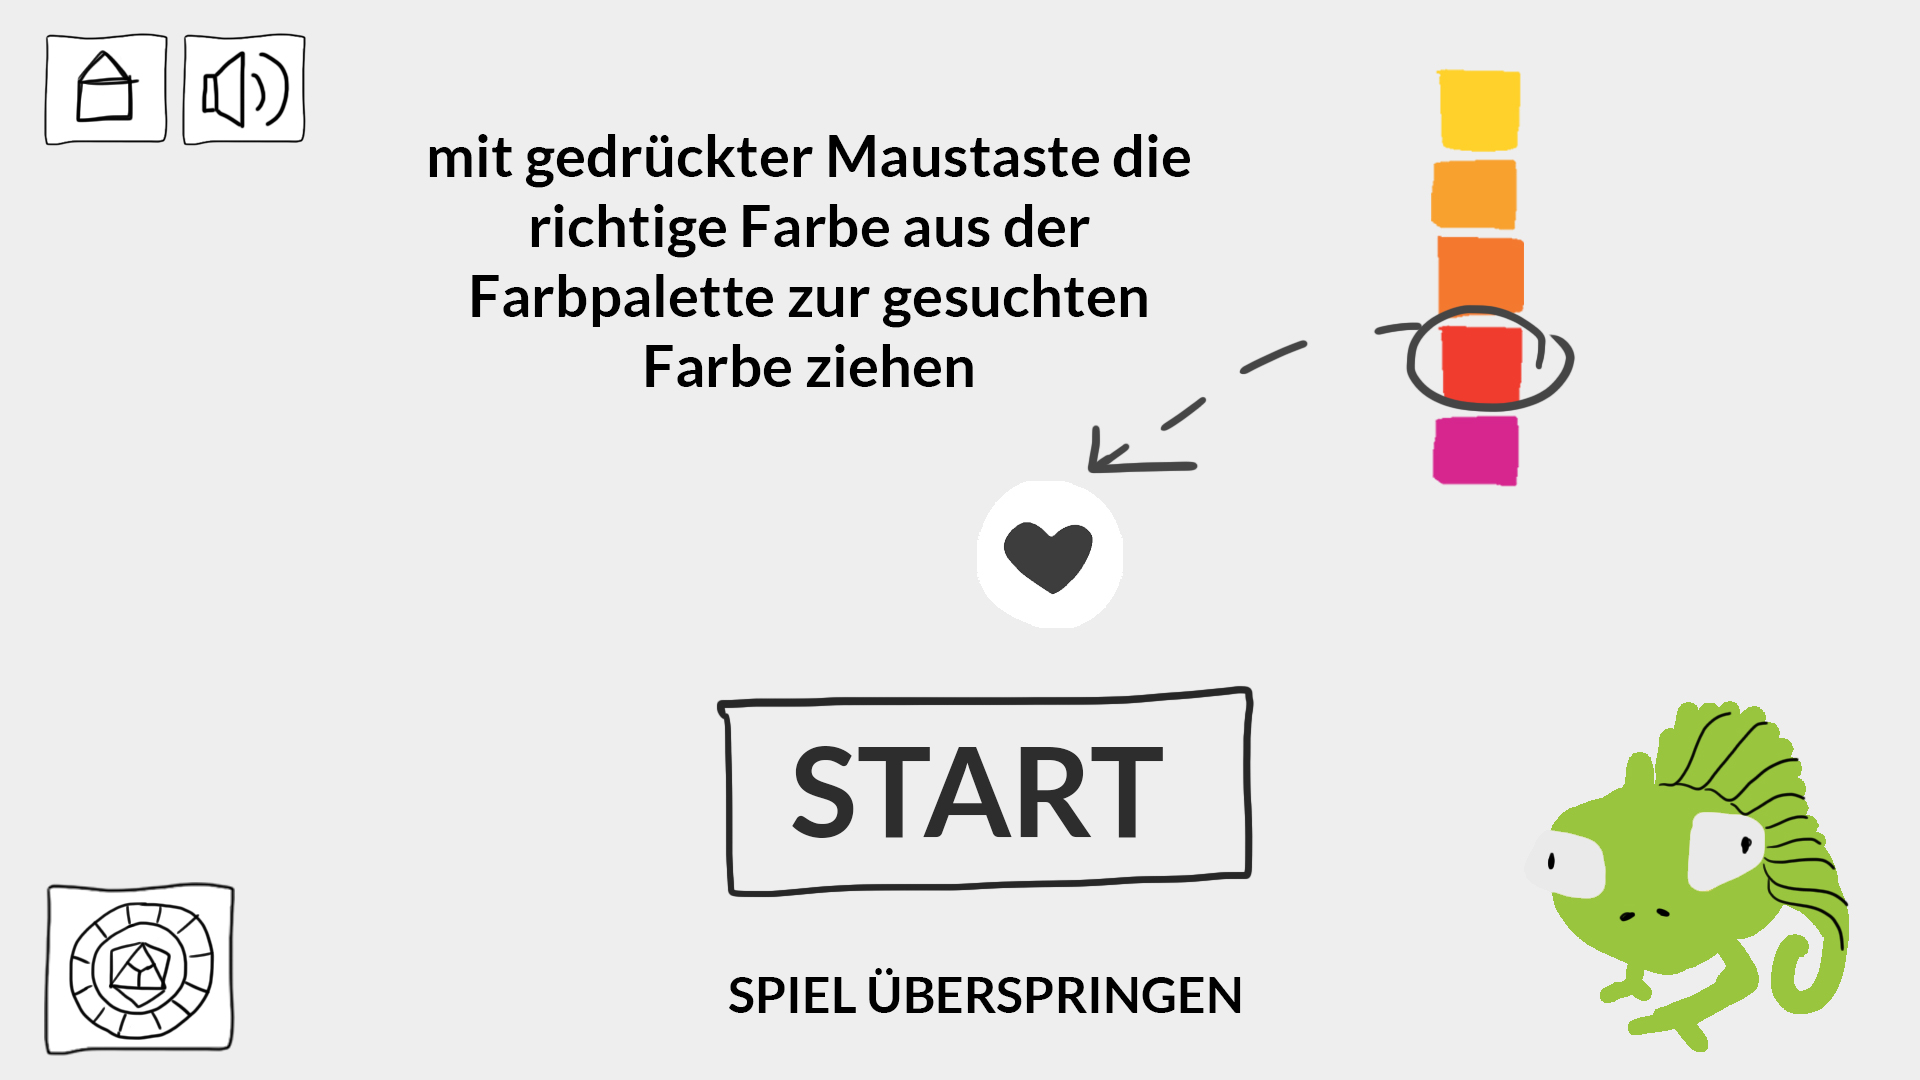 mit gedrückter Maustaste die
richtige Farbe aus der
Farbpalette zur gesuchten
Farbe ziehen
START
SPIEL ÜBERSPRINGEN